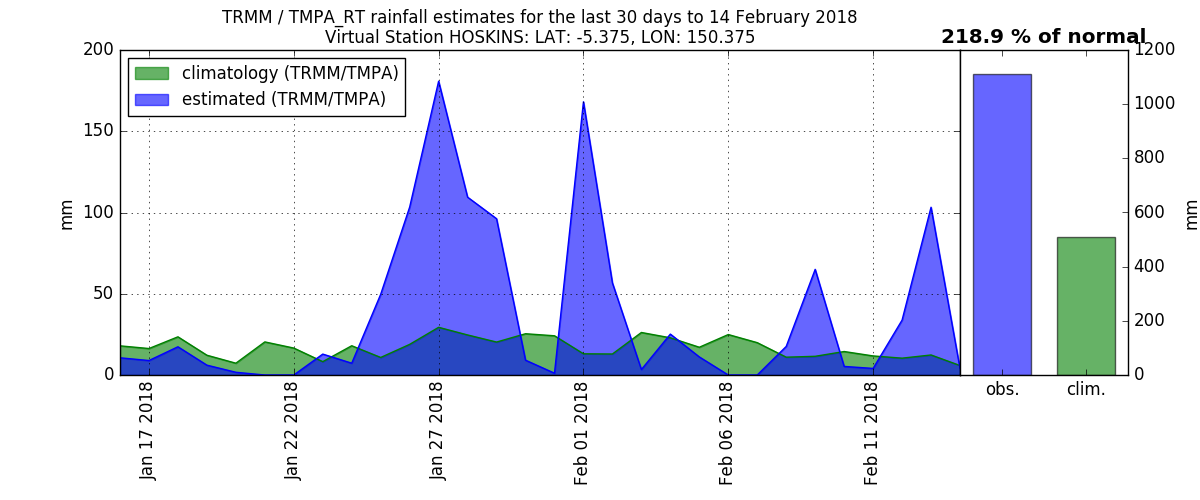 TRMM / TMPA_RT rainfall estimates for the last 30 days to 14 February 2018
Virtual Station HOSKINS: LAT: -5.375, LON: 150.375
218.9 % of normal
climatology (TRMM/TMPA)
estimated (TRMM/TMPA)
200
150
100
50
0
mm
Jan 17 2018
Jan 22 2018
Jan 27 2018
Feb 01 2018
Feb 06 2018
Feb 11 2018
obs.
clim.
1200
1000
800
600
400
200
0
mm